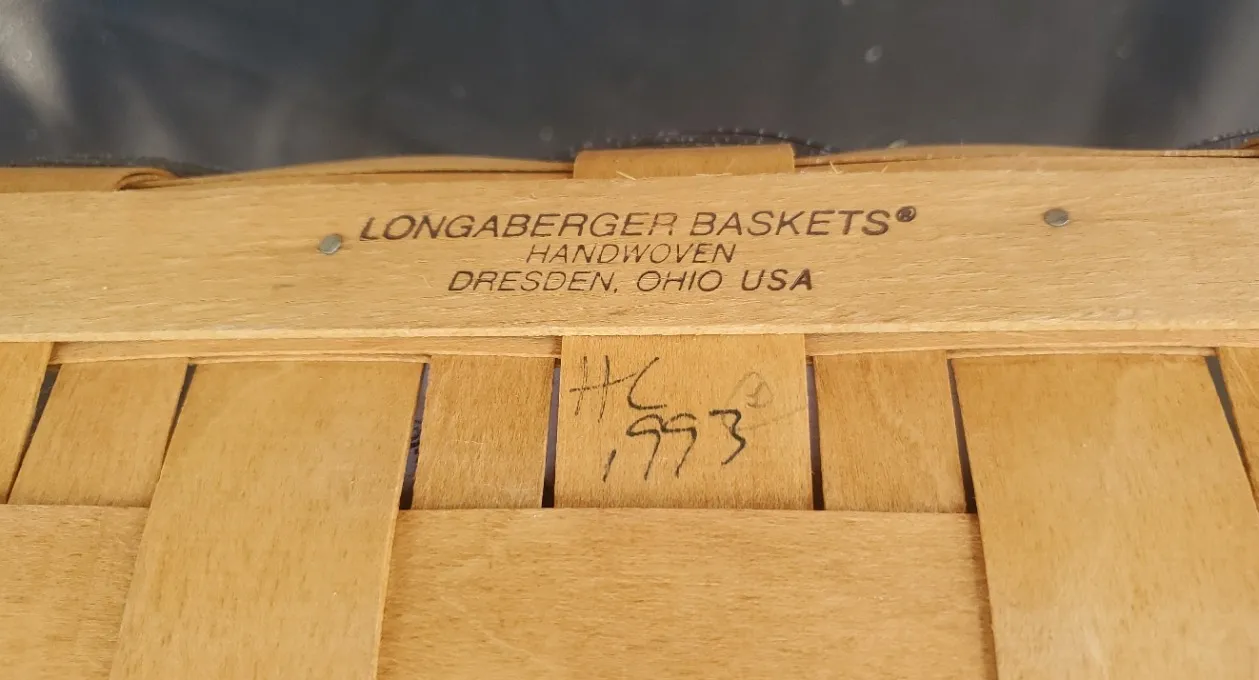 LONGABERGER BASKETS®
HANDWOVEN
DRESDEN, OHIO USA
HC
1993